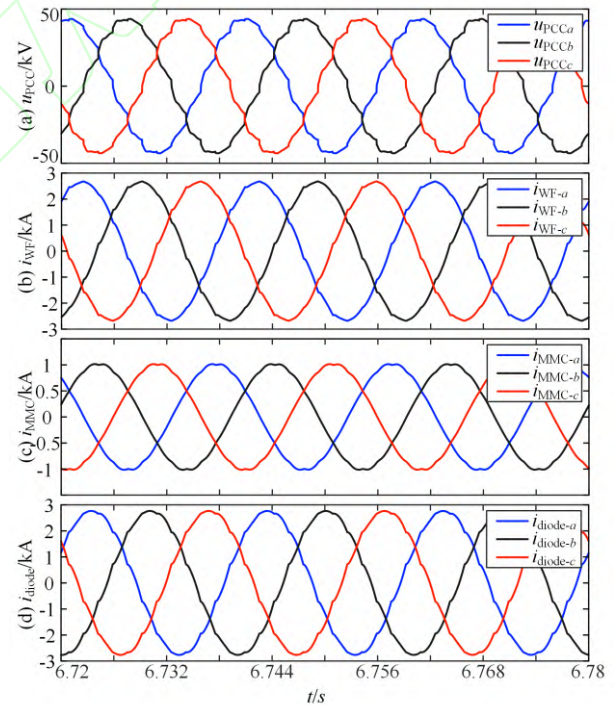 50
0
-50
(a) uPCC/kV
uPCCa
uPCCb
uPCCc
3
2
1
0
-1
-2
-3
(b) iWF/kA
iWF-a
iWF-b
iWF-c
1
0.5
0
-0.5
-1
(c) iMMC/kA
iMMC-a
iMMC-b
iMMC-c
3
2
1
0
-1
-2
-3
(d) idiode/kA
idiode-a
idiode-b
idiode-c
6.72 6.732 6.744 6.756 6.768 6.78
t/s